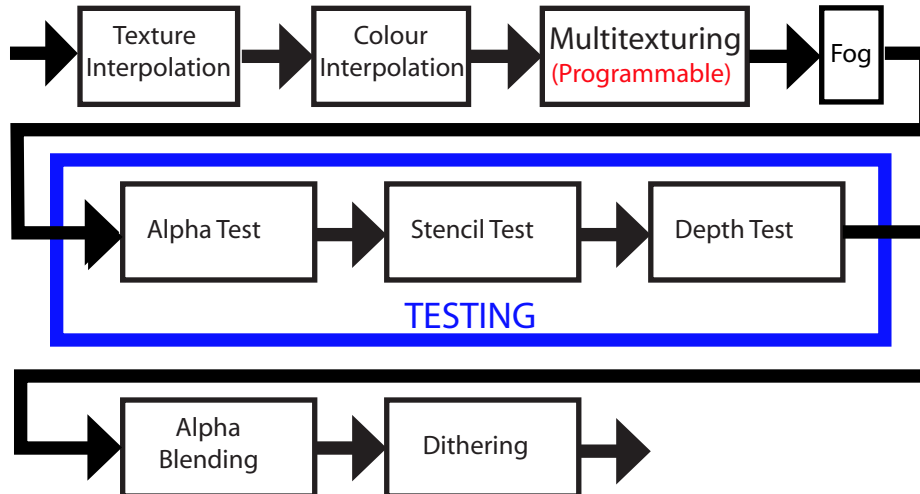 Texture
Interpolation
Colour
Interpolation
Multitexturing
(Programmable)
Fog
Alpha Test
Stencil Test
Depth Test
TESTING
Alpha
Blending
Dithering